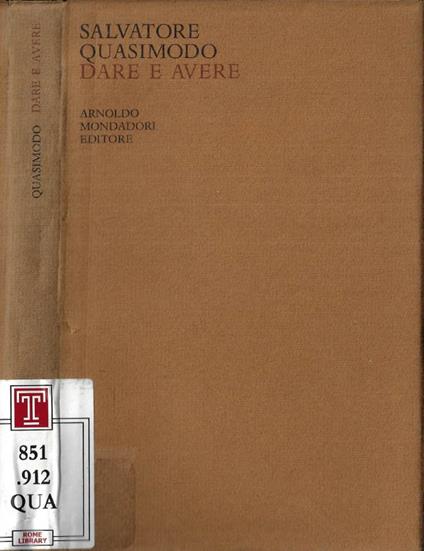 SALVATORE
QUASIMODO
DARE E AVERE
ARNOLDO
MONDADORI
EDITORE
QUASIMODO DARE E AVERE
T
851
.912
QUA
ROME
LIBRARY